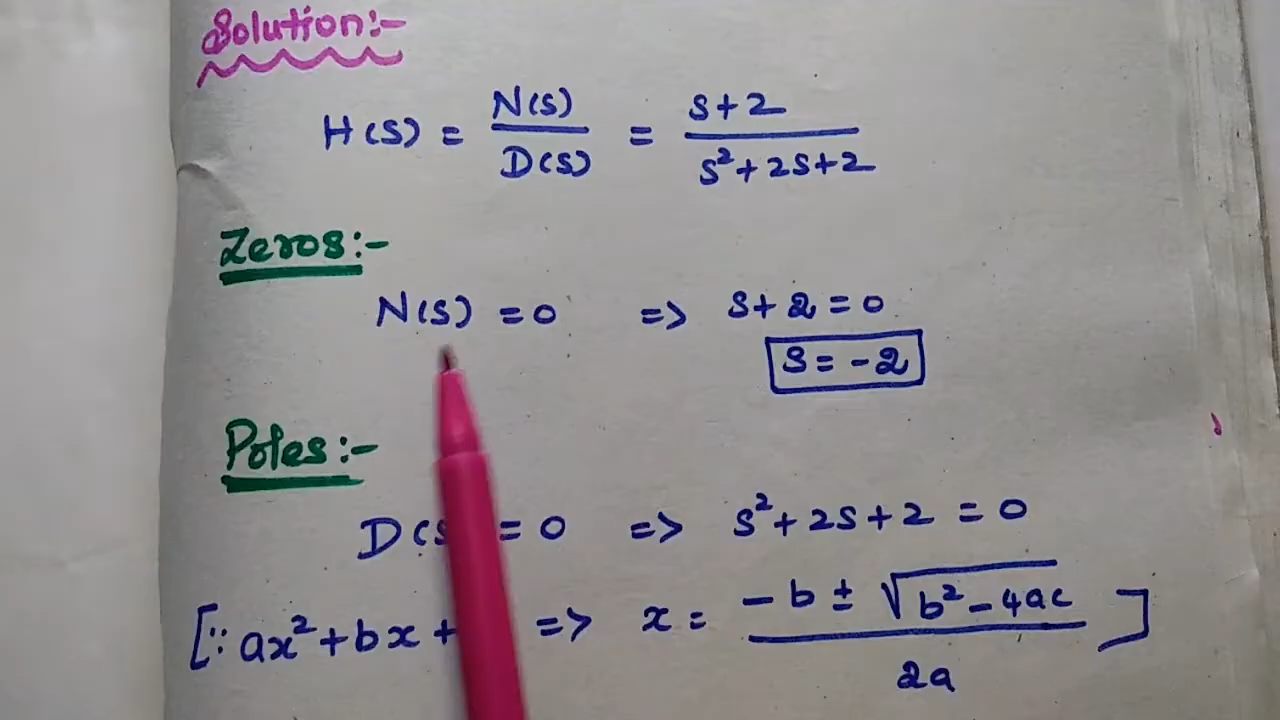 Solution:-
H(s) = N(s)/D(s) = s+2/s²+2s+2
Zeros:-
N(s) = 0 => s+2=0
s=-2
Poles:-
D(s = 0 => s²+2s+2 = 0
[∵ ax²+bx+ => x = -b ± √b²-4ac / 2a ]